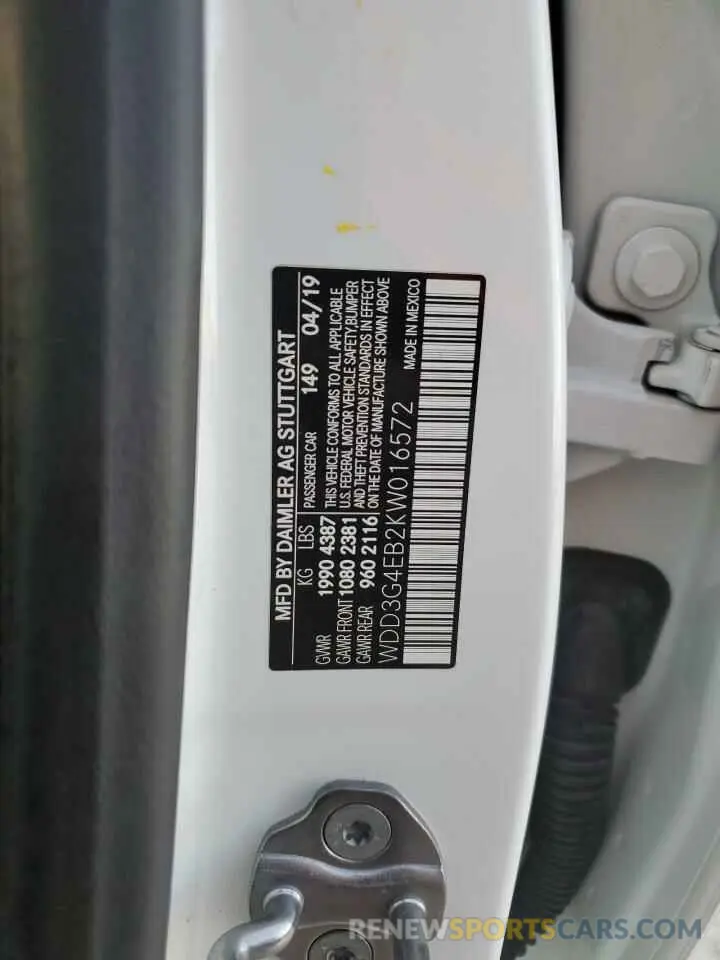 MFD BY DAIMLER AG STUTTGART
KG LBS PASSENGER CAR 149 04/19
GVWR 1990 4387 THIS VEHICLE CONFORMS TO ALL APPLICABLE
GAWR FRONT 1080 2381 U.S. FEDERAL MOTOR VEHICLE SAFETY,BUMPER
GAWR REAR 960 2116 AND THEFT PREVENTION STANDARDS IN EFFECT
ON THE DATE OF MANUFACTURE SHOWN ABOVE
WDD3G4EB2KW016572 MADE IN MEXICO
RENEWSPORTSCARS.COM